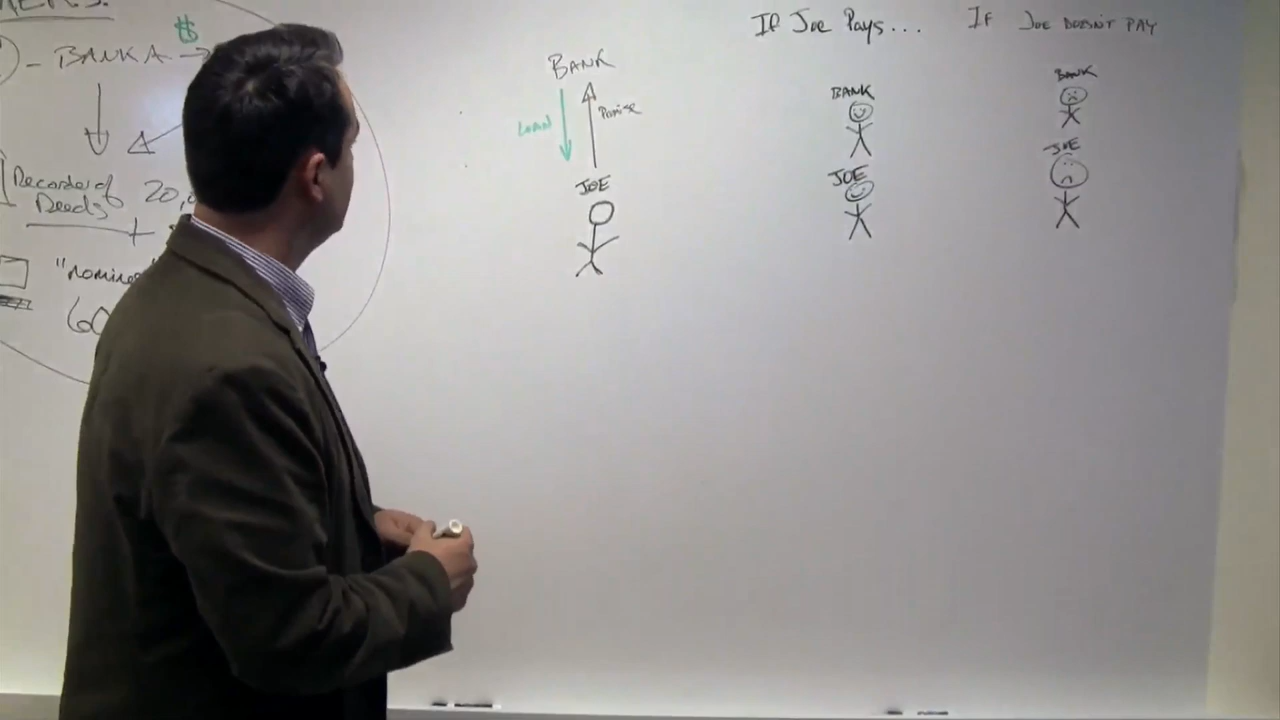 MERS.
$
- BANK A →
Recorder of
Deeds
20,0
+
60
BANK
LOAN
Promise
JOE
If Joe Pays...
BANK
JOE
If JOE DOESN'T PAY
BANK
JOE